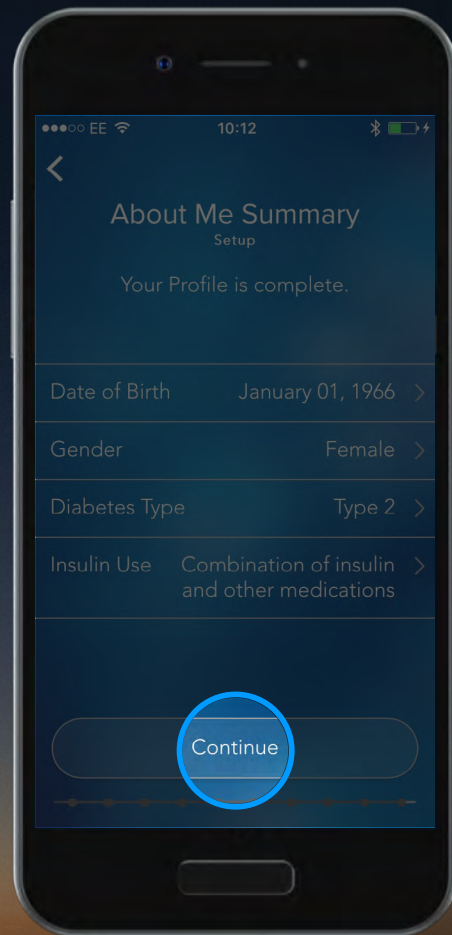 EE 10:12
About Me Summary
Setup
Your Profile is complete.
Date of Birth January 01, 1966
Gender Female
Diabetes Type Type 2
Insulin Use Combination of insulin
and other medications
Continue